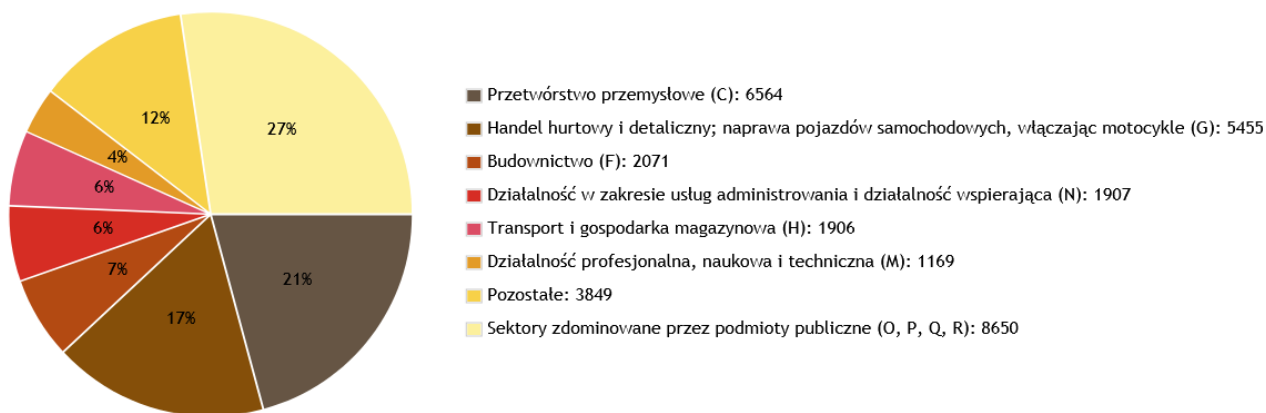 27%
12%
4%
6%
6%
7%
17%
21%
Przetwórstwo przemysłowe (C): 6564
Handel hurtowy i detaliczny; naprawa pojazdów samochodowych, włączając motocykle (G): 5455
Budownictwo (F): 2071
Działalność w zakresie usług administrowania i działalność wspierająca (N): 1907
Transport i gospodarka magazynowa (H): 1906
Działalność profesjonalna, naukowa i techniczna (M): 1169
Pozostałe: 3849
Sektory zdominowane przez podmioty publiczne (O, P, Q, R): 8650